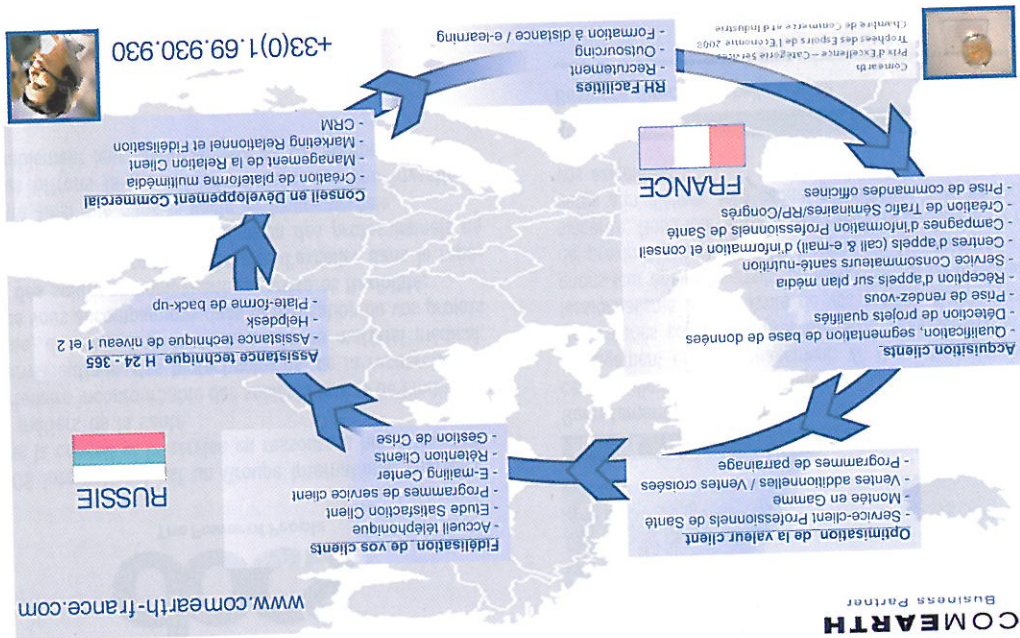 COMEARTH
Business Partner
www.comearth-france.com
Optimisation de la valeur client
- Service-client Professionnels de Santé
- Montée en Gamme
- Ventes additionnelles / Ventes croisées
- Programmes de parrainage
Fidélisation de vos clients
- Accueil téléphonique
- Etude Satisfaction Client
- Programmes de service client
- E-mailing Center
- Rétention Clients
- Gestion de Crise
RUSSIE
Acquisition clients
- Qualification, segmentation de base de données
- Détection de projets qualifiés
- Prise de rendez-vous
- Réception d'appels sur plan média
- Service Consommateurs santé-nutrition
- Centres d'appels (call & e-mail) d'information et conseil
- Campagnes d'information Professionnels de Santé
- Création de Trafic Séminaires/RP/Congrès
- Prise de commandes officines
Assistance technique H 24 - 365
- Assistance technique de niveau 1 et 2
- Helpdesk
- Plate-forme de back-up
FRANCE
Conseil en Développement Commercial
- Création de plateforme multimédia
- Management de la Relation Client
- Marketing Relationnel et Fidélisation
- CRM
Comearth
Prix d'Excellence – Catégorie Services
Trophées des Espoirs de l'Economie 2008
Chambre de Commerce et d'Industrie
RH Facilities
- Recrutement
- Outsourcing
- Formation à distance / e-learning
+33(0)1.69.930.930